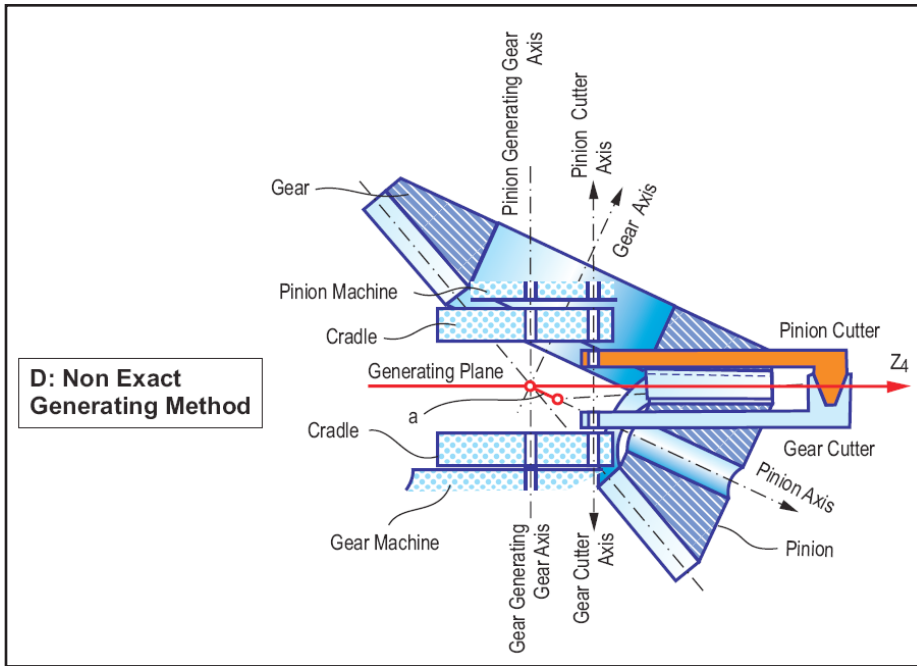 Pinion Generating Gear
Axis
Pinion Cutter
Axis
Gear Axis
Gear
Pinion Machine
Cradle
Pinion Cutter
Z4
Generating Plane
D: Non Exact
Generating Method
a
Cradle
Gear Cutter
Pinion Axis
Gear Machine
Pinion
Gear Generating
Gear Axis
Gear Cutter
Axis